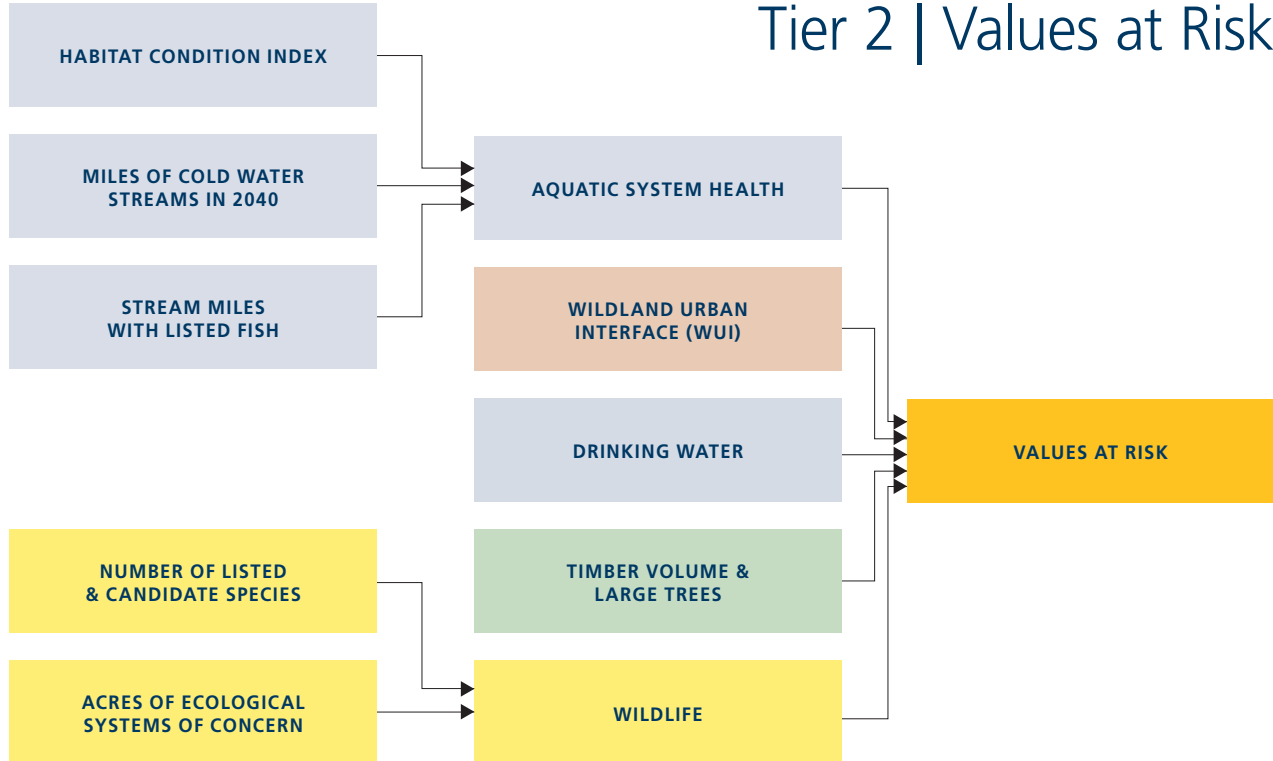 Tier 2 | Values at Risk
HABITAT CONDITION INDEX
MILES OF COLD WATER
STREAMS IN 2040
STREAM MILES
WITH LISTED FISH
AQUATIC SYSTEM HEALTH
WILDLAND URBAN
INTERFACE (WUI)
DRINKING WATER
VALUES AT RISK
NUMBER OF LISTED
& CANDIDATE SPECIES
TIMBER VOLUME &
LARGE TREES
ACRES OF ECOLOGICAL
SYSTEMS OF CONCERN
WILDLIFE